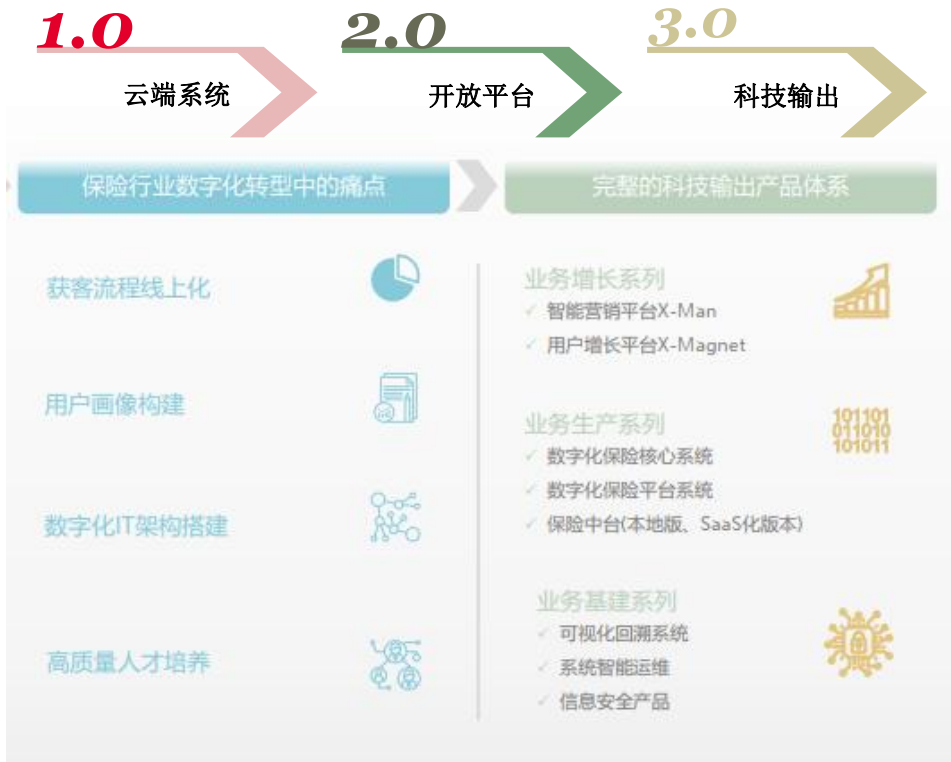 1.0
2.0
3.0
云端系统
开放平台
科技输出
保险行业数字化转型中的痛点
完整的科技输出产品体系
获客流程线上化
用户画像构建
数字化IT架构搭建
高质量人才培养
业务增长系列
✓ 智能营销平台X-Man
✓ 用户增长平台X-Magnet
业务生产系列
✓ 数字化保险核心系统
✓ 数字化保险平台系统
✓ 保险中台(本地版、SaaS化版本)
业务基建系列
✓ 可视化回溯系统
✓ 系统智能运维
✓ 信息安全产品
101101
011010
101011